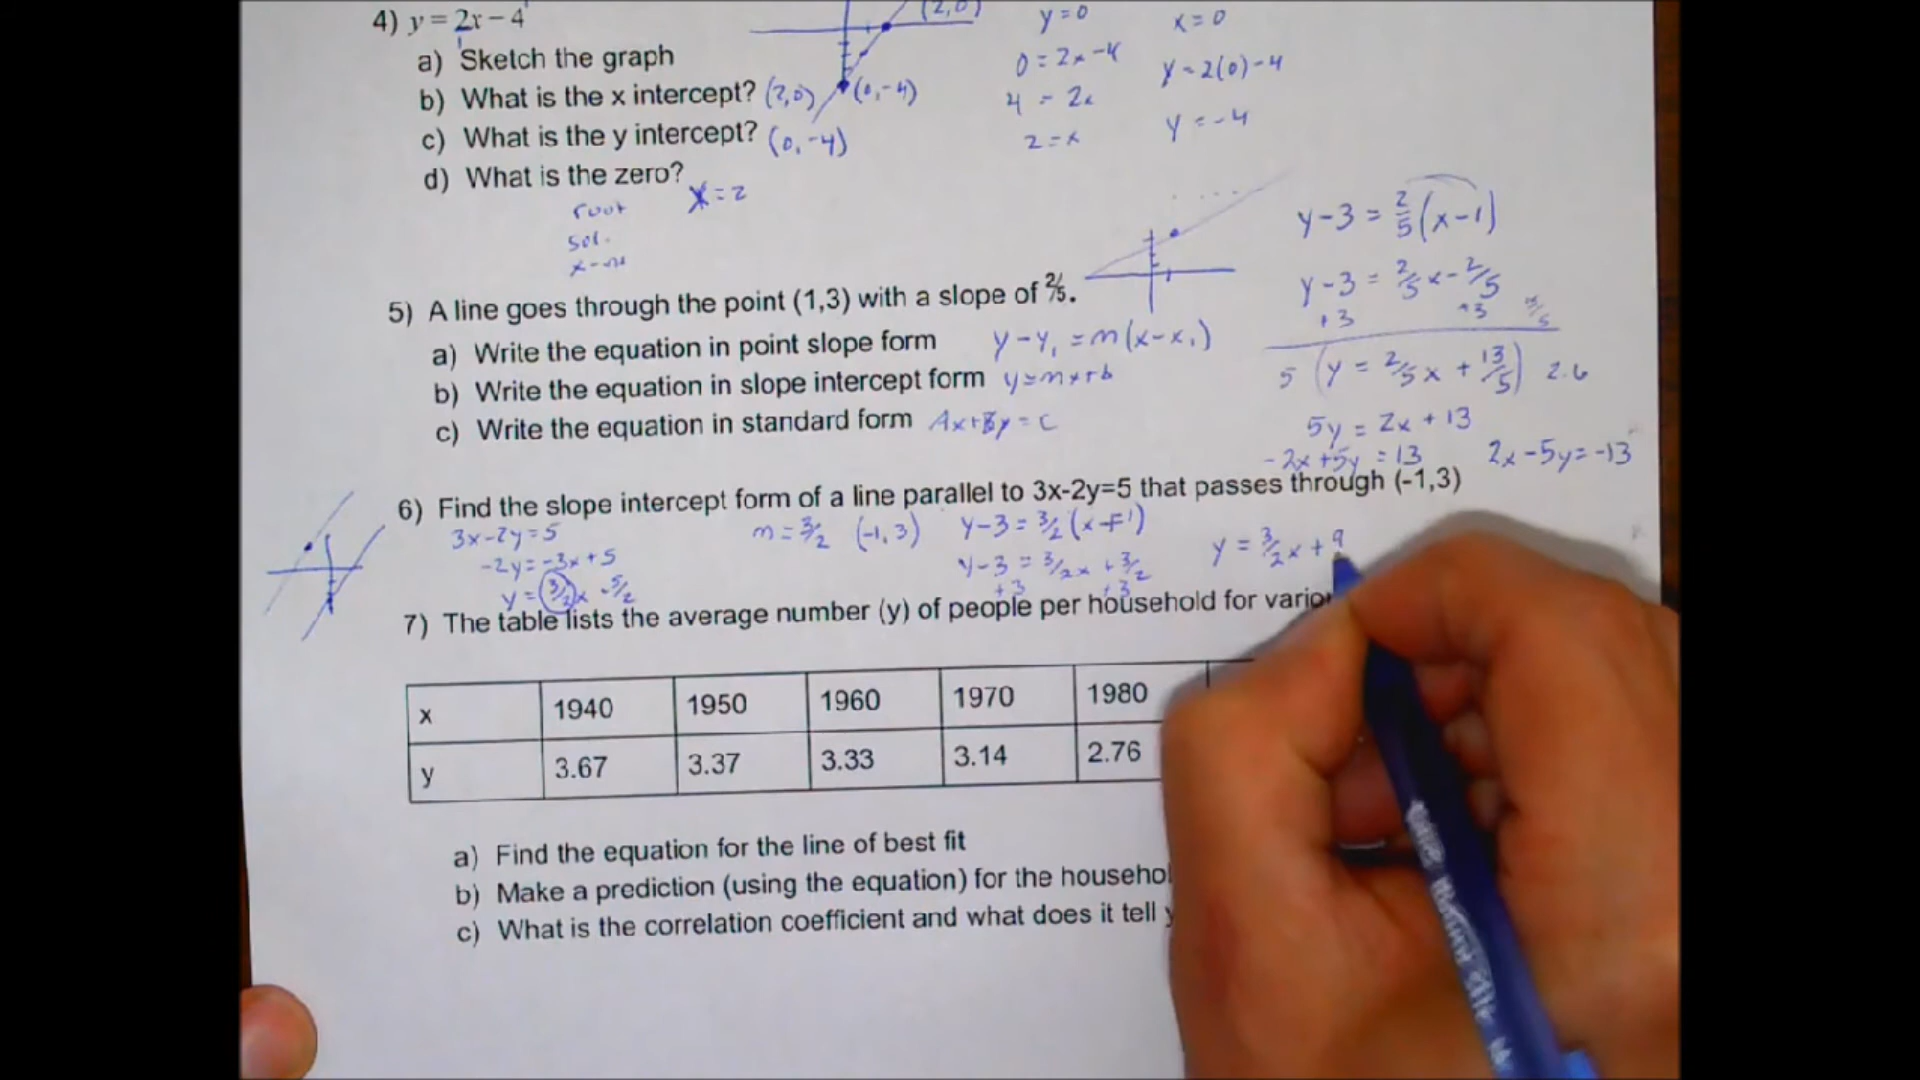 4) y = 2x - 4
(2,0)
y=0
x=0
a) Sketch the graph
0 = 2x - 4
y = 2(0) - 4
b) What is the x intercept? (2,0)
(0,-4)
4 = 2x
c) What is the y intercept? (0,-4)
2 = x
y = -4
d) What is the zero?
x = 2
root
sol.
x-int
y-3 = 2/5(x-1)
y-3 = 2/5x - 2/5
+3 +3
5) A line goes through the point (1,3) with a slope of ⅖.
a) Write the equation in point slope form y-y₁ = m(x-x₁)
5(y = 2/5x + 13/5) 2.6
b) Write the equation in slope intercept form y=mx+b
5y = 2x + 13
c) Write the equation in standard form Ax+By=C
-2x+5y = 13
2x-5y=-13
6) Find the slope intercept form of a line parallel to 3x-2y=5 that passes through (-1,3)
3x-2y=5
-2y=-3x+5
y=3/2x -5/2
m = 3/2 (-1,3)
y-3 = 3/2(x--1)
y-3 = 3/2x +3/2
+3 +3
y = 3/2x + 9
7) The table lists the average number (y) of people per household for
x 1940 1950 1960 1970 1980
y 3.67 3.37 3.33 3.14 2.76
a) Find the equation for the line of best fit
b) Make a prediction (using the equation) for the
c) What is the correlation coefficient and what does it tell